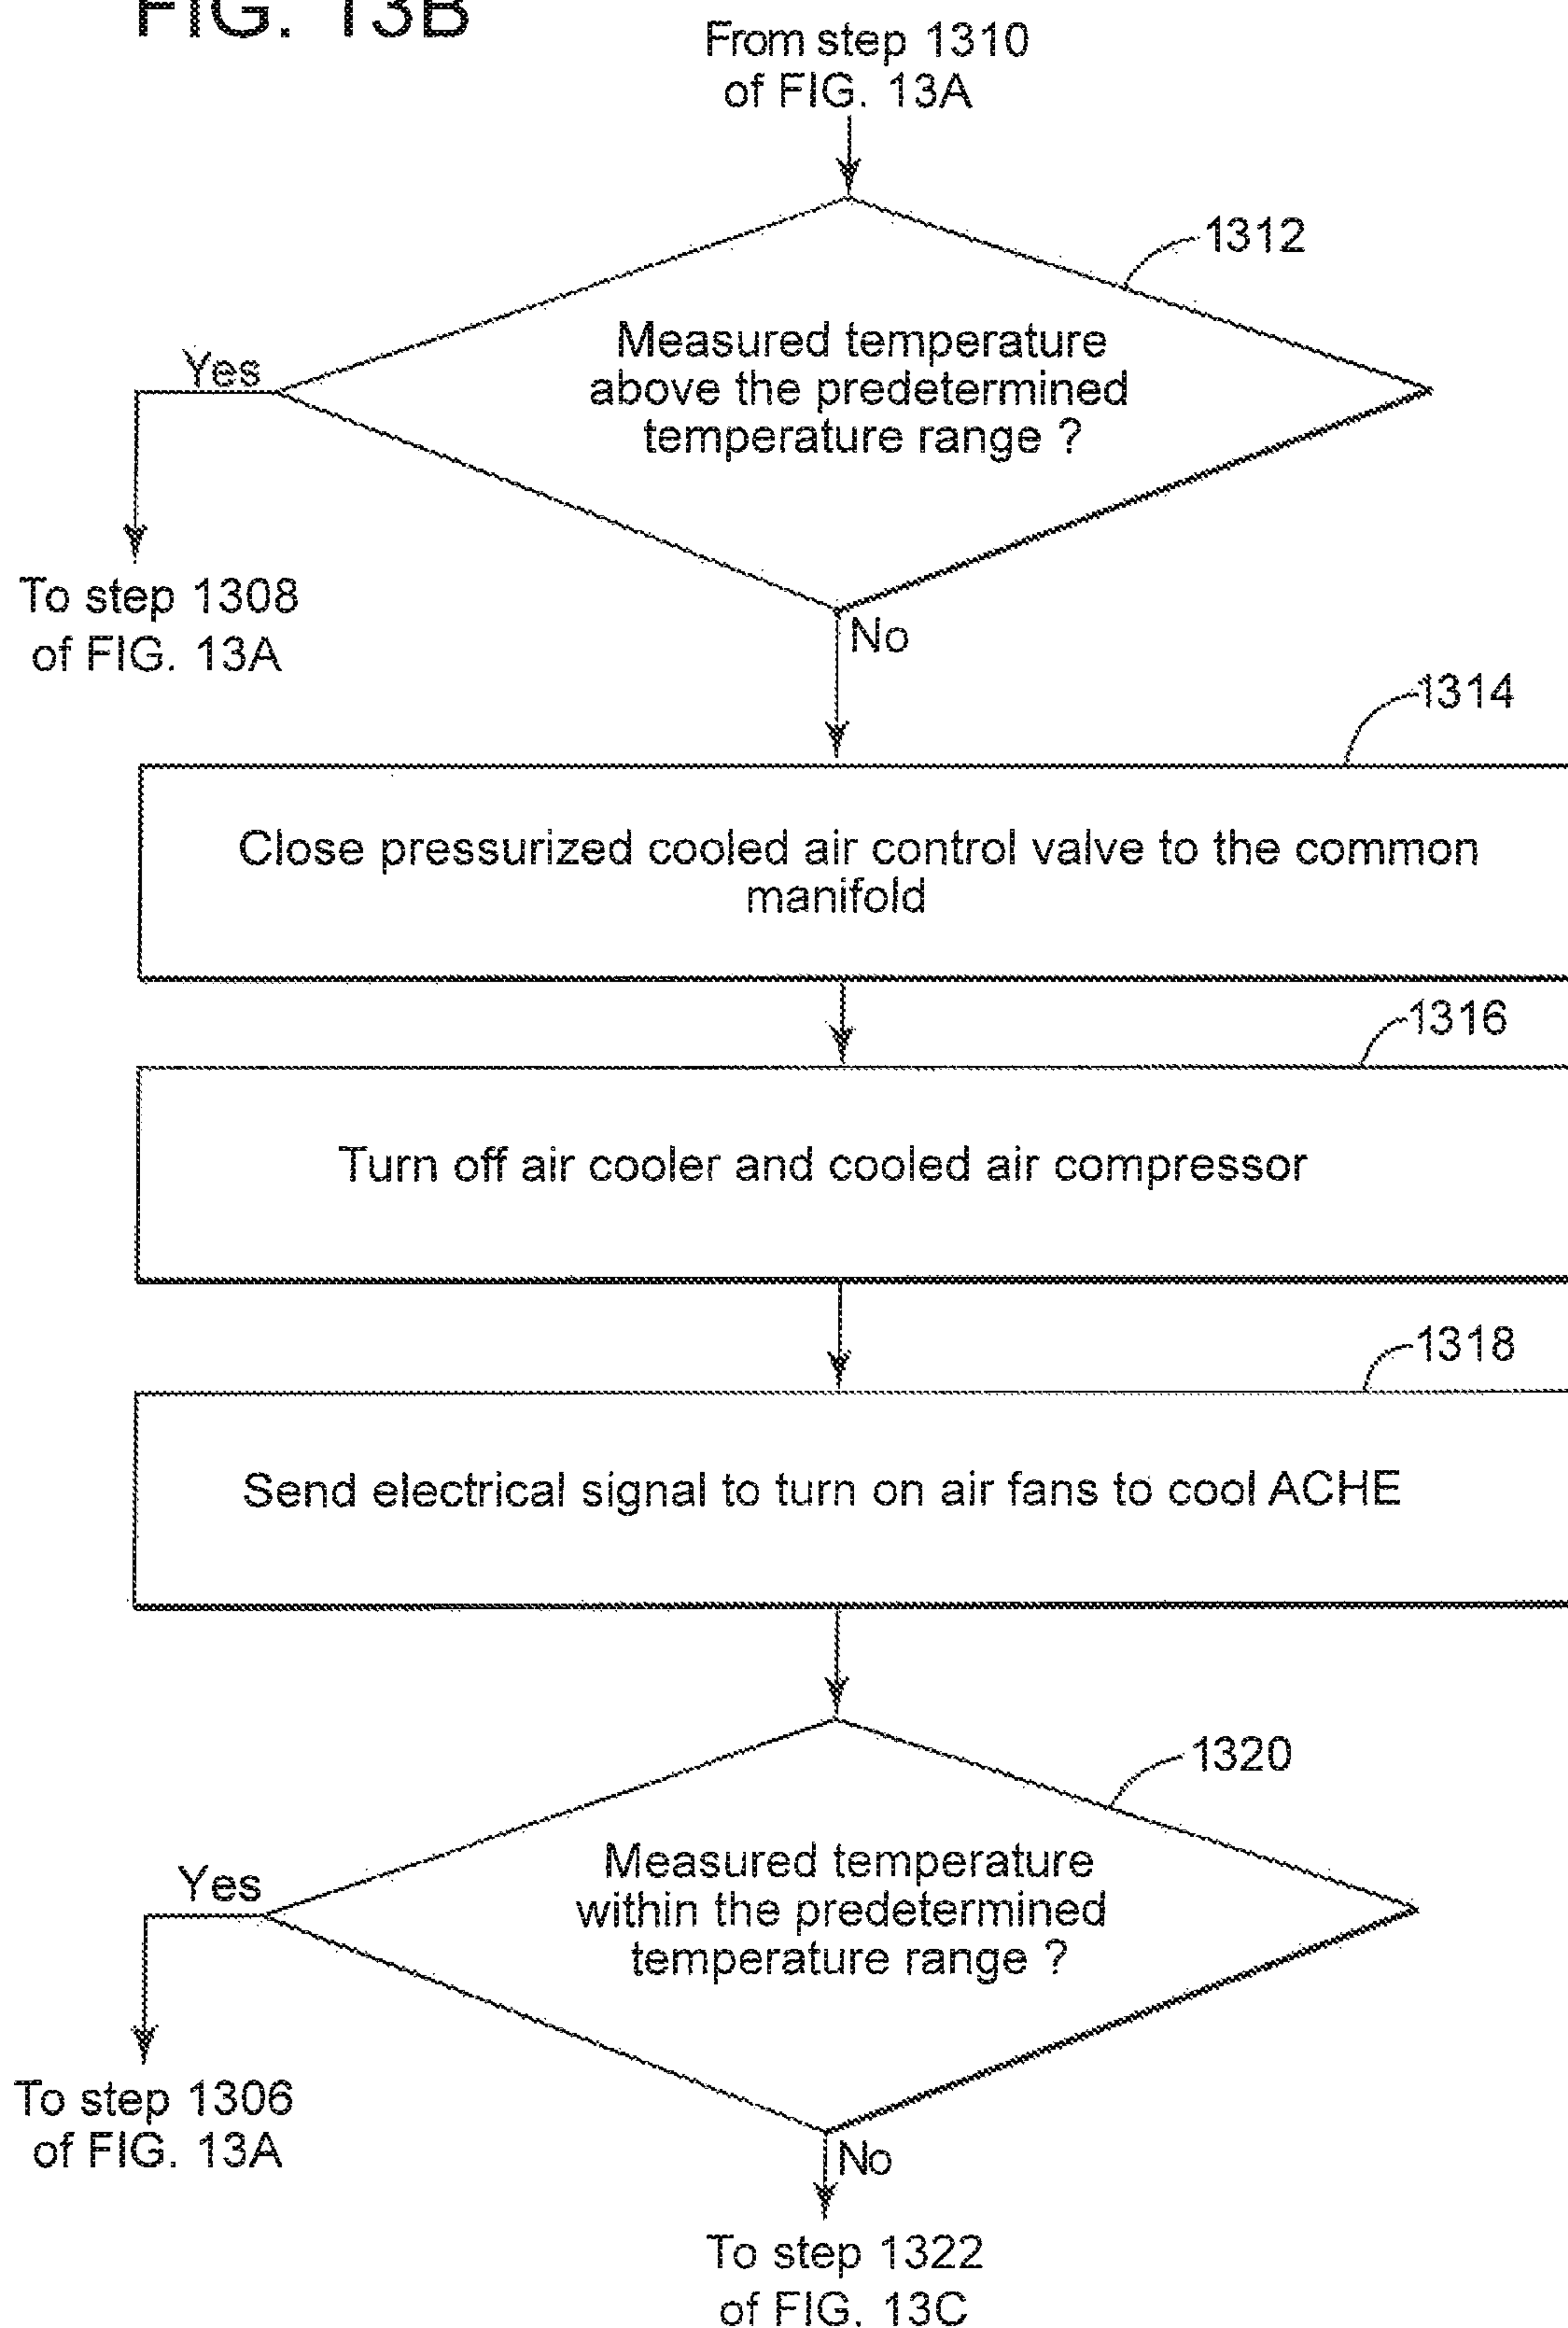 FIG. 13B
From step 1310
of FIG. 13A
1312
Measured temperature
above the predetermined
temperature range ?
Yes
To step 1308
of FIG. 13A
No
1314
Close pressurized cooled air control valve to the common
manifold
1316
Turn off air cooler and cooled air compressor
1318
Send electrical signal to turn on air fans to cool ACHE
1320
Measured temperature
within the predetermined
temperature range ?
Yes
To step 1306
of FIG. 13A
No
To step 1322
of FIG. 13C